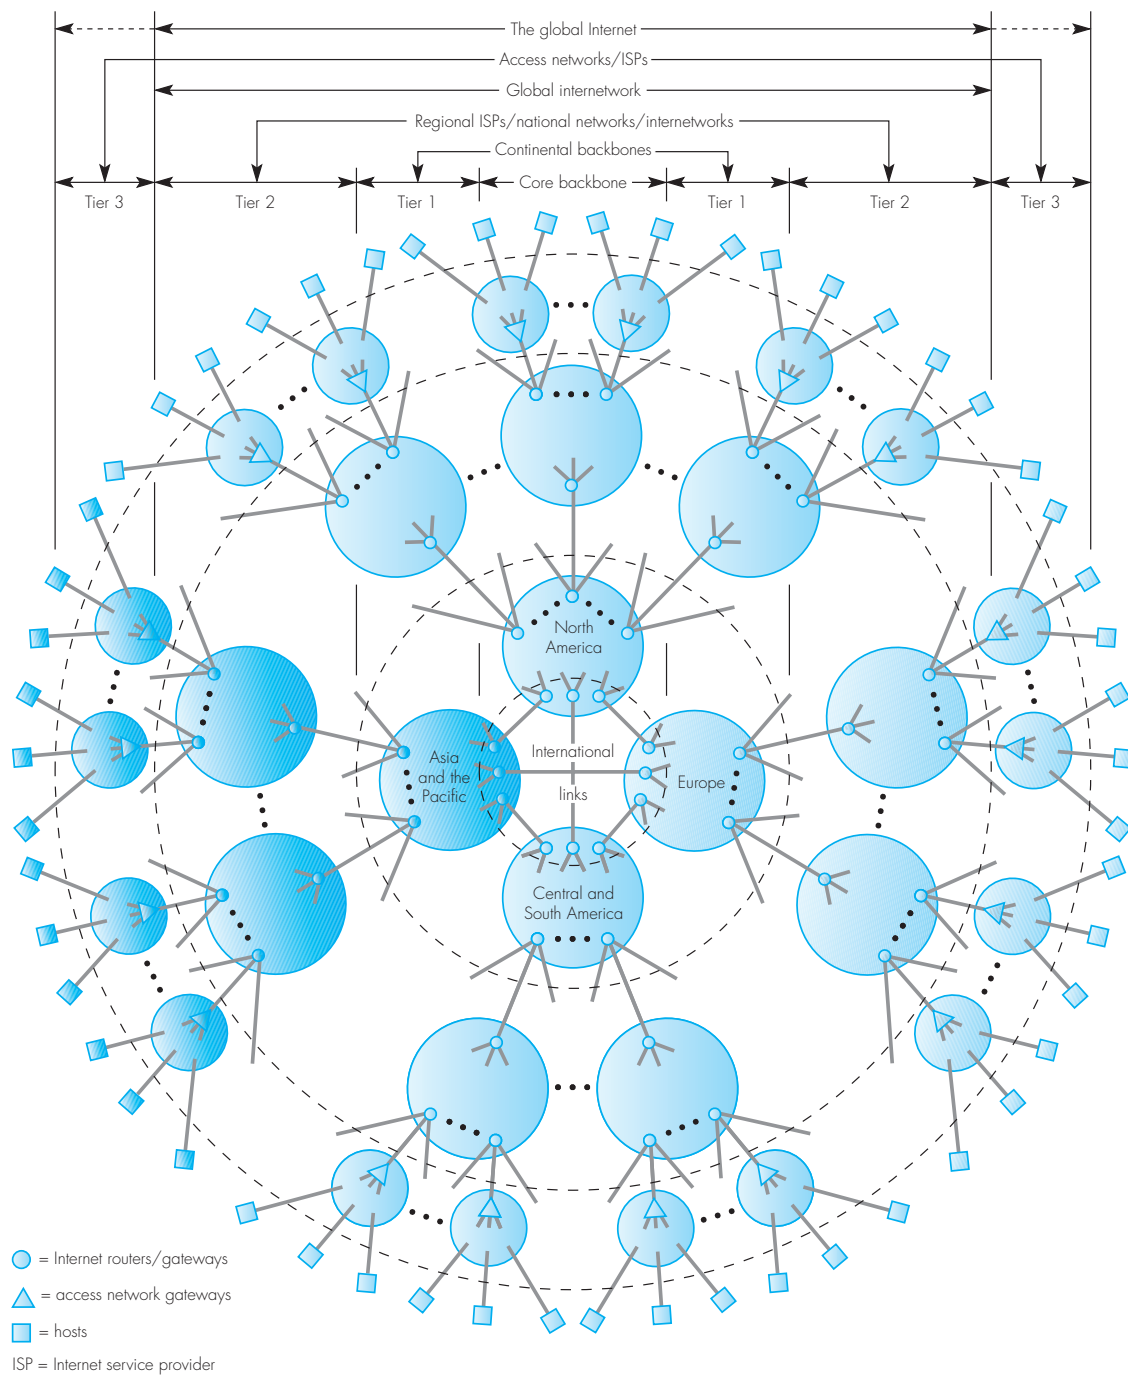 The global Internet
Access networks/ISPs
Global internetwork
Regional ISPs/national networks/internetworks
Continental backbones
Core backbone
Tier 3
Tier 2
Tier 1
Tier 1
Tier 2
Tier 3
North
America
International
links
Asia
and the
Pacific
Europe
Central and
South America
= Internet routers/gateways
= access network gateways
= hosts
ISP = Internet service provider